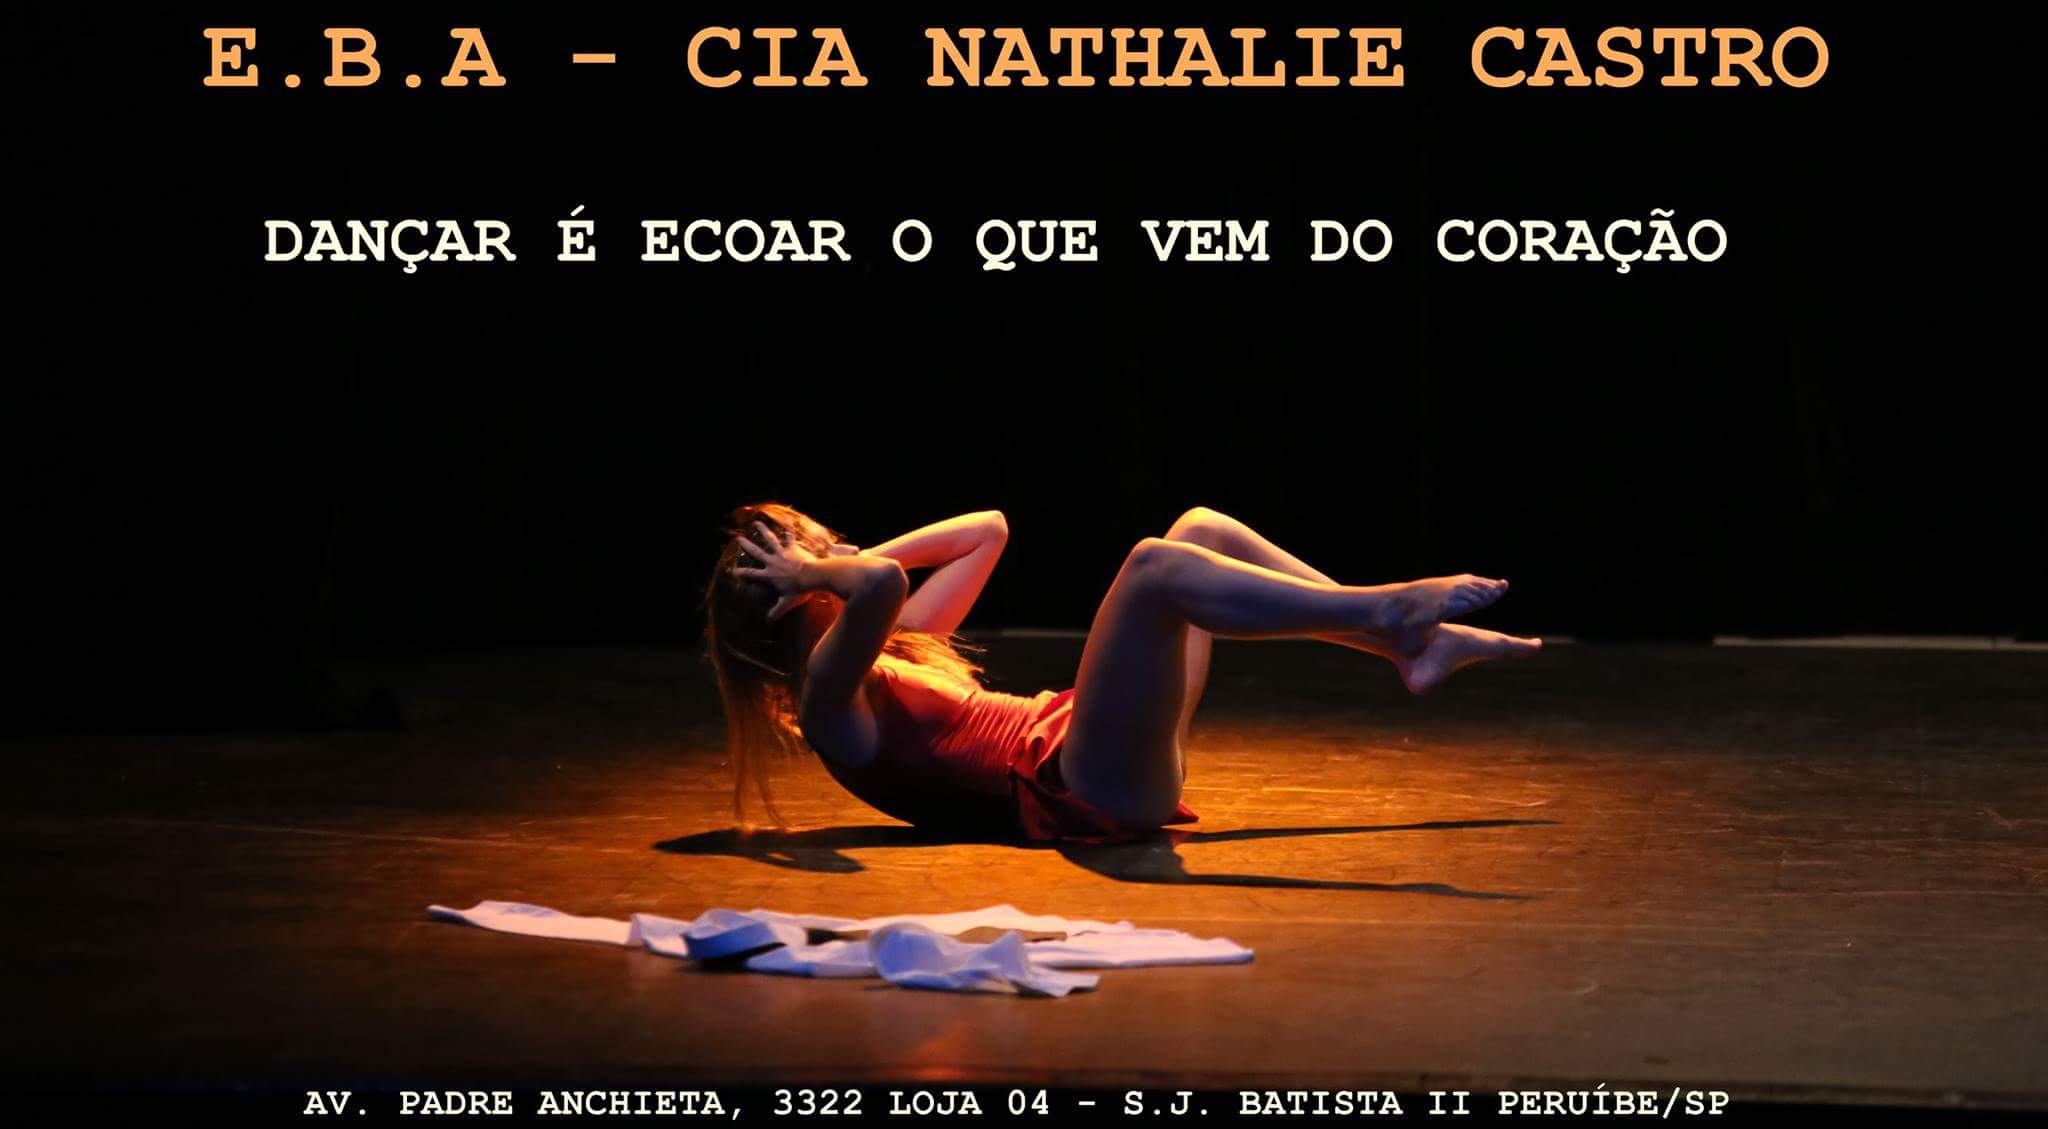 E.B.A - CIA NATHALIE CASTRO
DANÇAR É ECOAR O QUE VEM DO CORAÇÃO
AV. PADRE ANCHIETA, 3322 LOJA 04 - S.J. BATISTA II PERUÍBE/SP